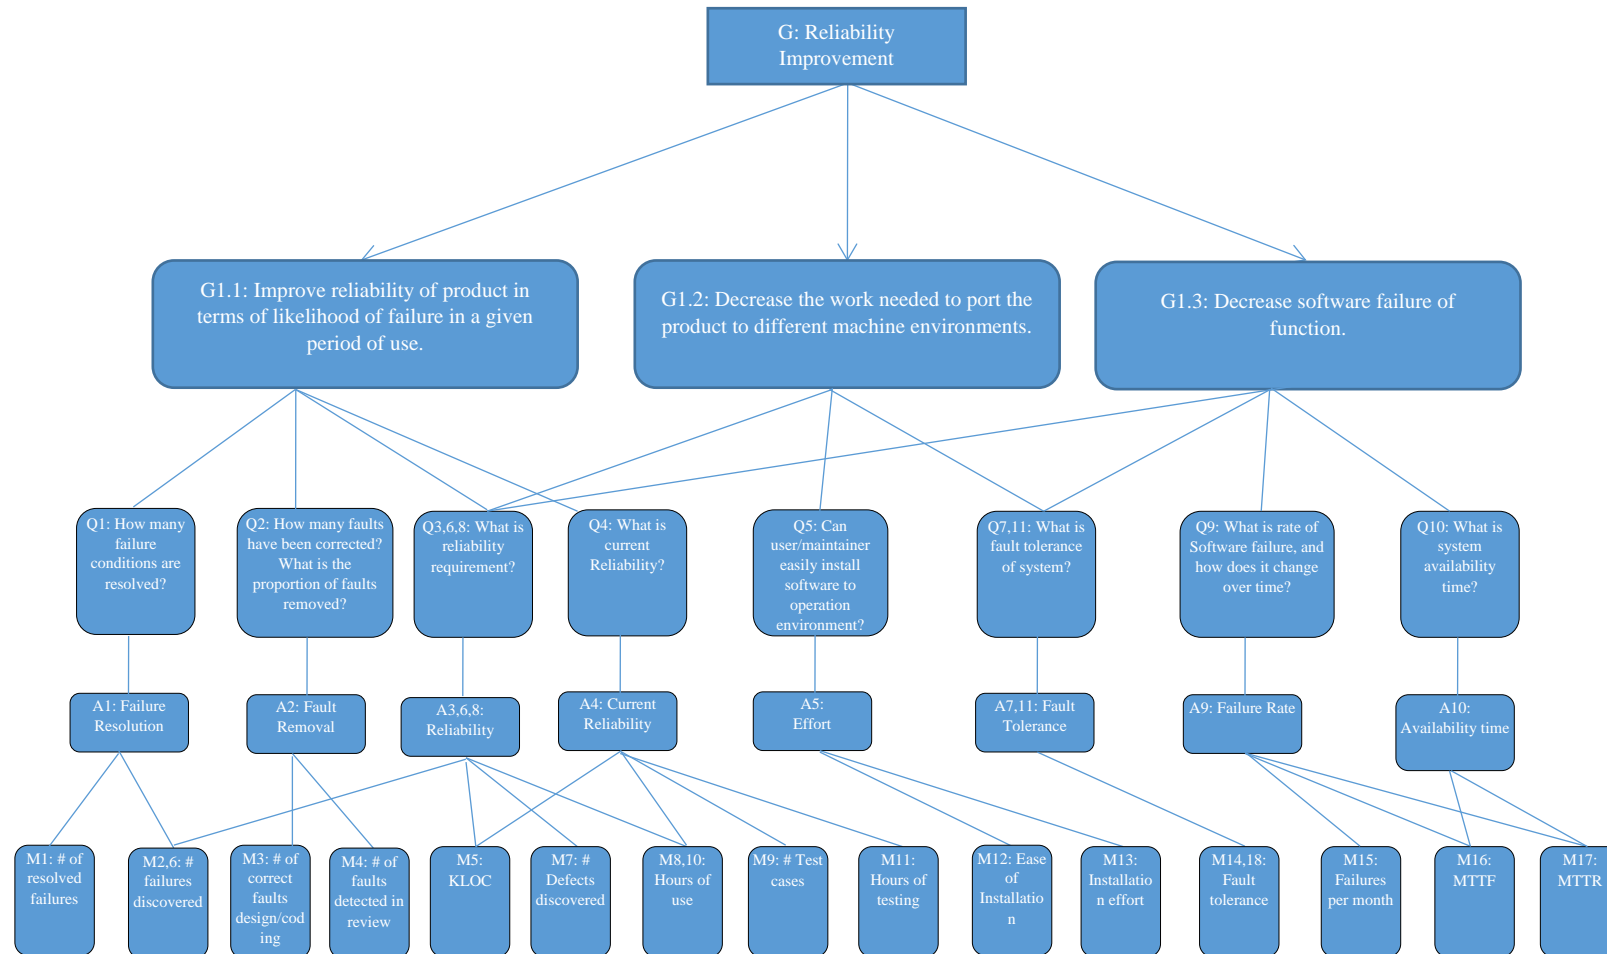 G: Reliability
Improvement
G1.1: Improve reliability of product in
terms of likelihood of failure in a given
period of use.
G1.2: Decrease the work needed to port the
product to different machine environments.
G1.3: Decrease software failure of
function.
Q1: How many
failure
conditions are
resolved?
Q2: How many faults
have been corrected?
What is the
proportion of faults
removed?
Q3,6,8: What is
reliability
requirement?
Q4: What is
current
Reliability?
Q5: Can
user/maintainer
easily install
software to
operation
environment?
Q7,11: What is
fault tolerance
of system?
Q9: What is rate of
Software failure, and
how does it change
over time?
Q10: What is
system
availability
time?
A1: Failure
Resolution
A2: Fault
Removal
A3,6,8:
Reliability
A4: Current
Reliability
A5:
Effort
A7,11: Fault
Tolerance
A9: Failure Rate
A10:
Availability time
M1: # of
resolved
failures
M2,6: #
failures
discovered
M3: # of
correct
faults
design/cod
ing
M4: # of
faults
detected in
review
M5:
KLOC
M7: #
Defects
discovered
M8,10:
Hours of
use
M9: # Test
cases
M11:
Hours of
testing
M12: Ease
of
Installatio
n
M13:
Installatio
n effort
M14,18:
Fault
tolerance
M15:
Failures
per month
M16:
MTTF
M17:
MTTR